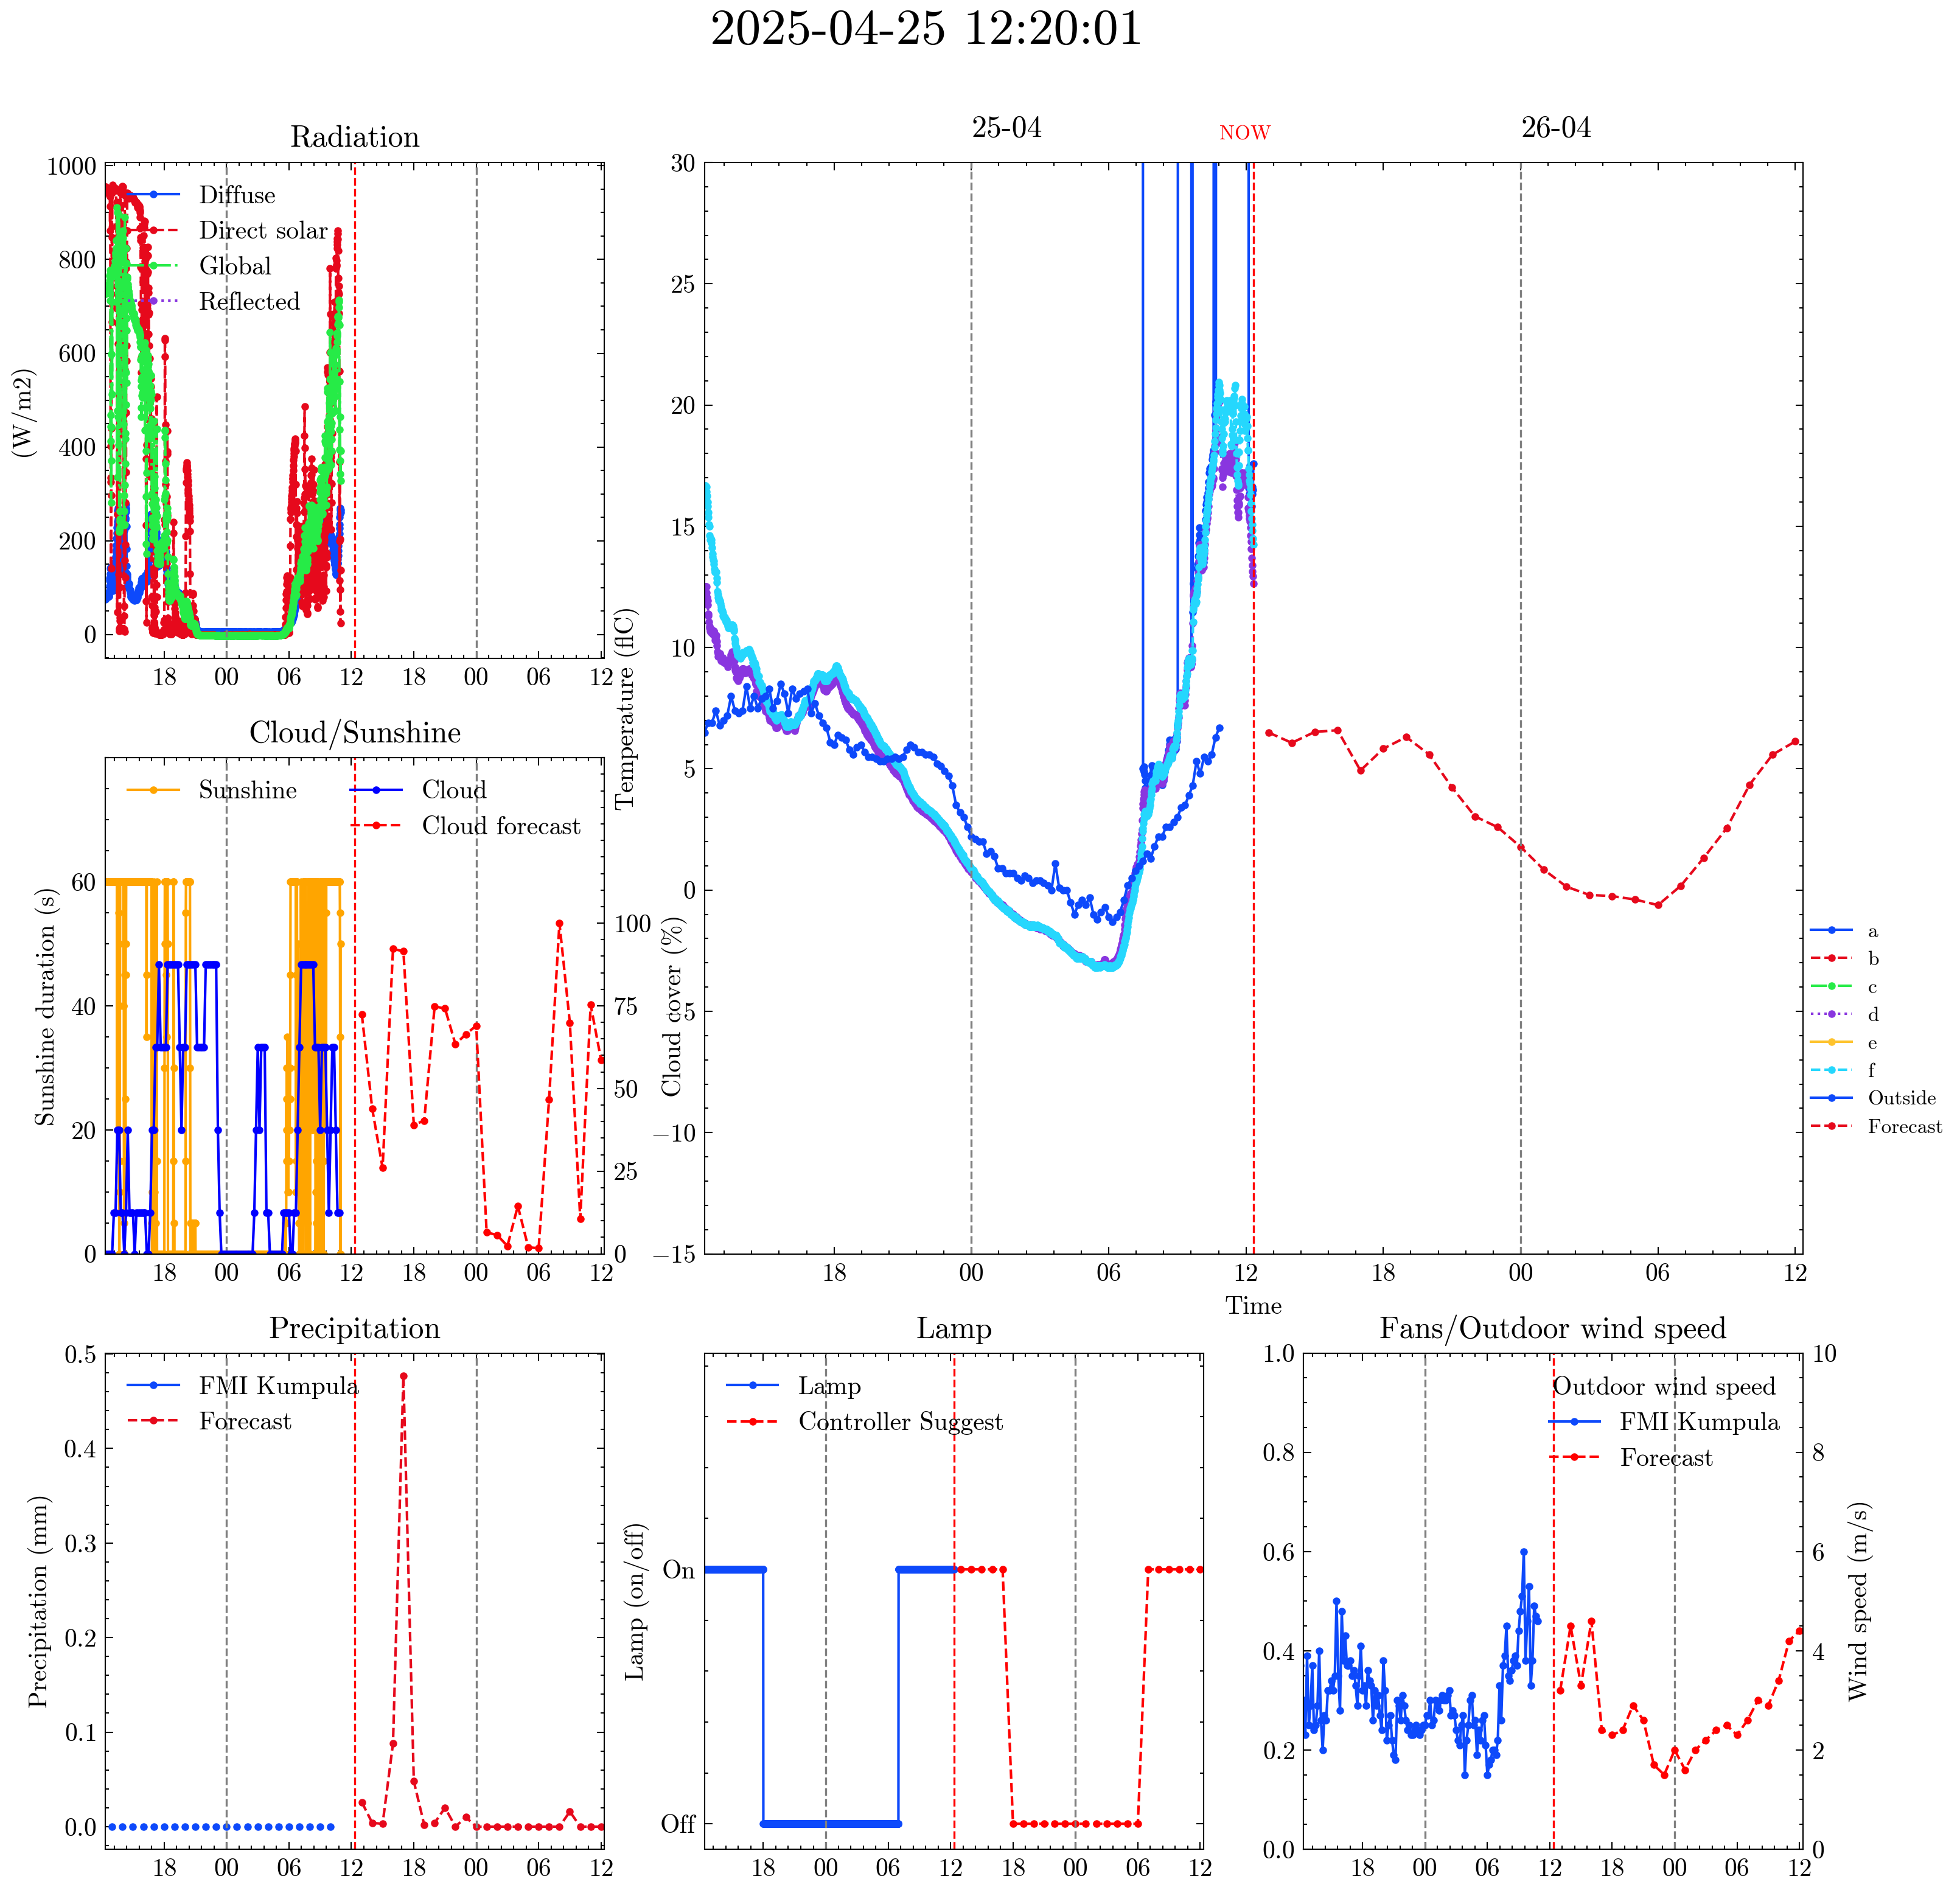 2025-04-25 12:20:01
Radiation
1000
800
600
400
200
0
(W/m2)
Diffuse
Direct solar
Global
Reflected
18 00 06 12 18 00 06 12
Cloud/Sunshine
60
40
20
0
Sunshine duration (s)
Sunshine
Cloud
Cloud forecast
100
75
50
25
0
Cloud cover (%)
18 00 06 12 18 00 06 12
25-04
NOW
26-04
30
25
20
15
10
5
0
−5
−10
−15
Temperature (flC)
18 00 06 12 18 00 06 12
Time
a
b
c
d
e
f
Outside
Forecast
Precipitation
0.5
0.4
0.3
0.2
0.1
0.0
Precipitation (mm)
FMI Kumpula
Forecast
18 00 06 12 18 00 06 12
Lamp
On
Off
Lamp (on/off)
Lamp
Controller Suggest
18 00 06 12 18 00 06 12
Fans/Outdoor wind speed
1.0
0.8
0.6
0.4
0.2
0.0
Outdoor wind speed
FMI Kumpula
Forecast
10
8
6
4
2
0
Wind speed (m/s)
18 00 06 12 18 00 06 12